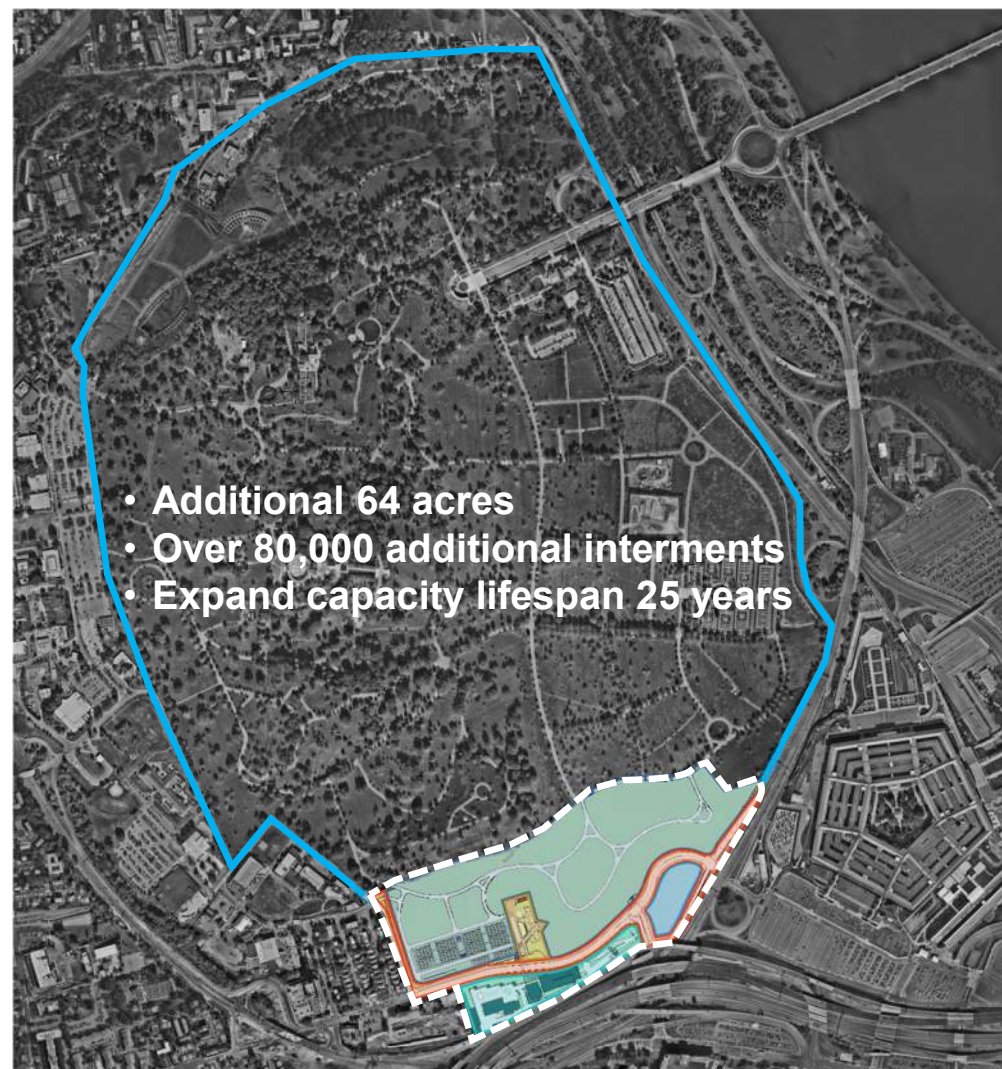 • Additional 64 acres
• Over 80,000 additional interments
• Expand capacity lifespan 25 years